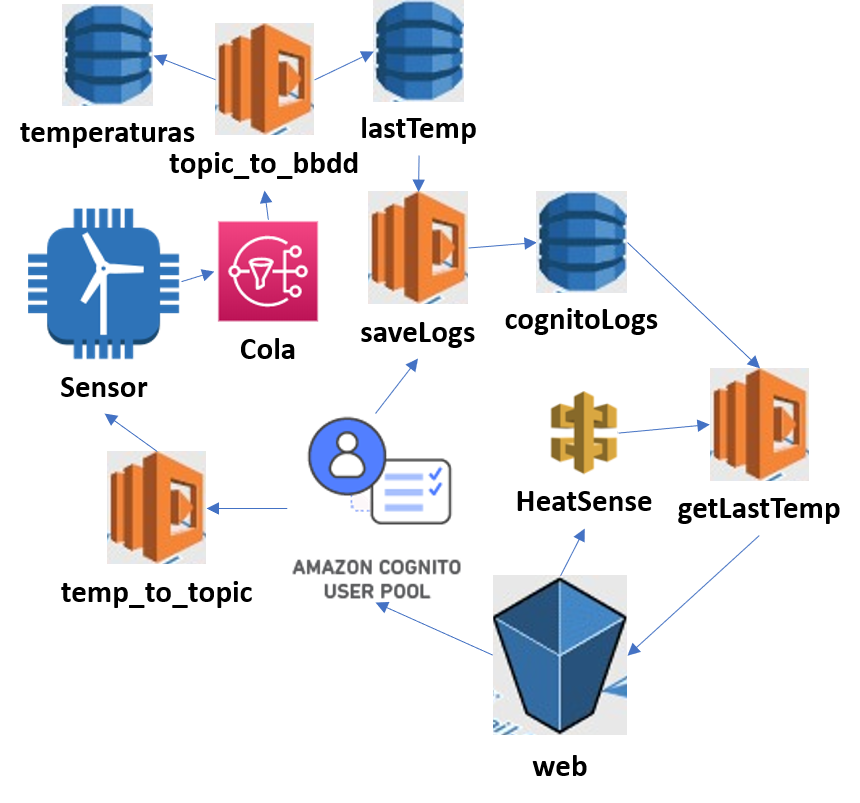 temperaturas
topic_to_bbdd
lastTemp
Sensor
Cola
saveLogs
cognitoLogs
HeatSense
getLastTemp
temp_to_topic
AMAZON COGNITO
USER POOL
web